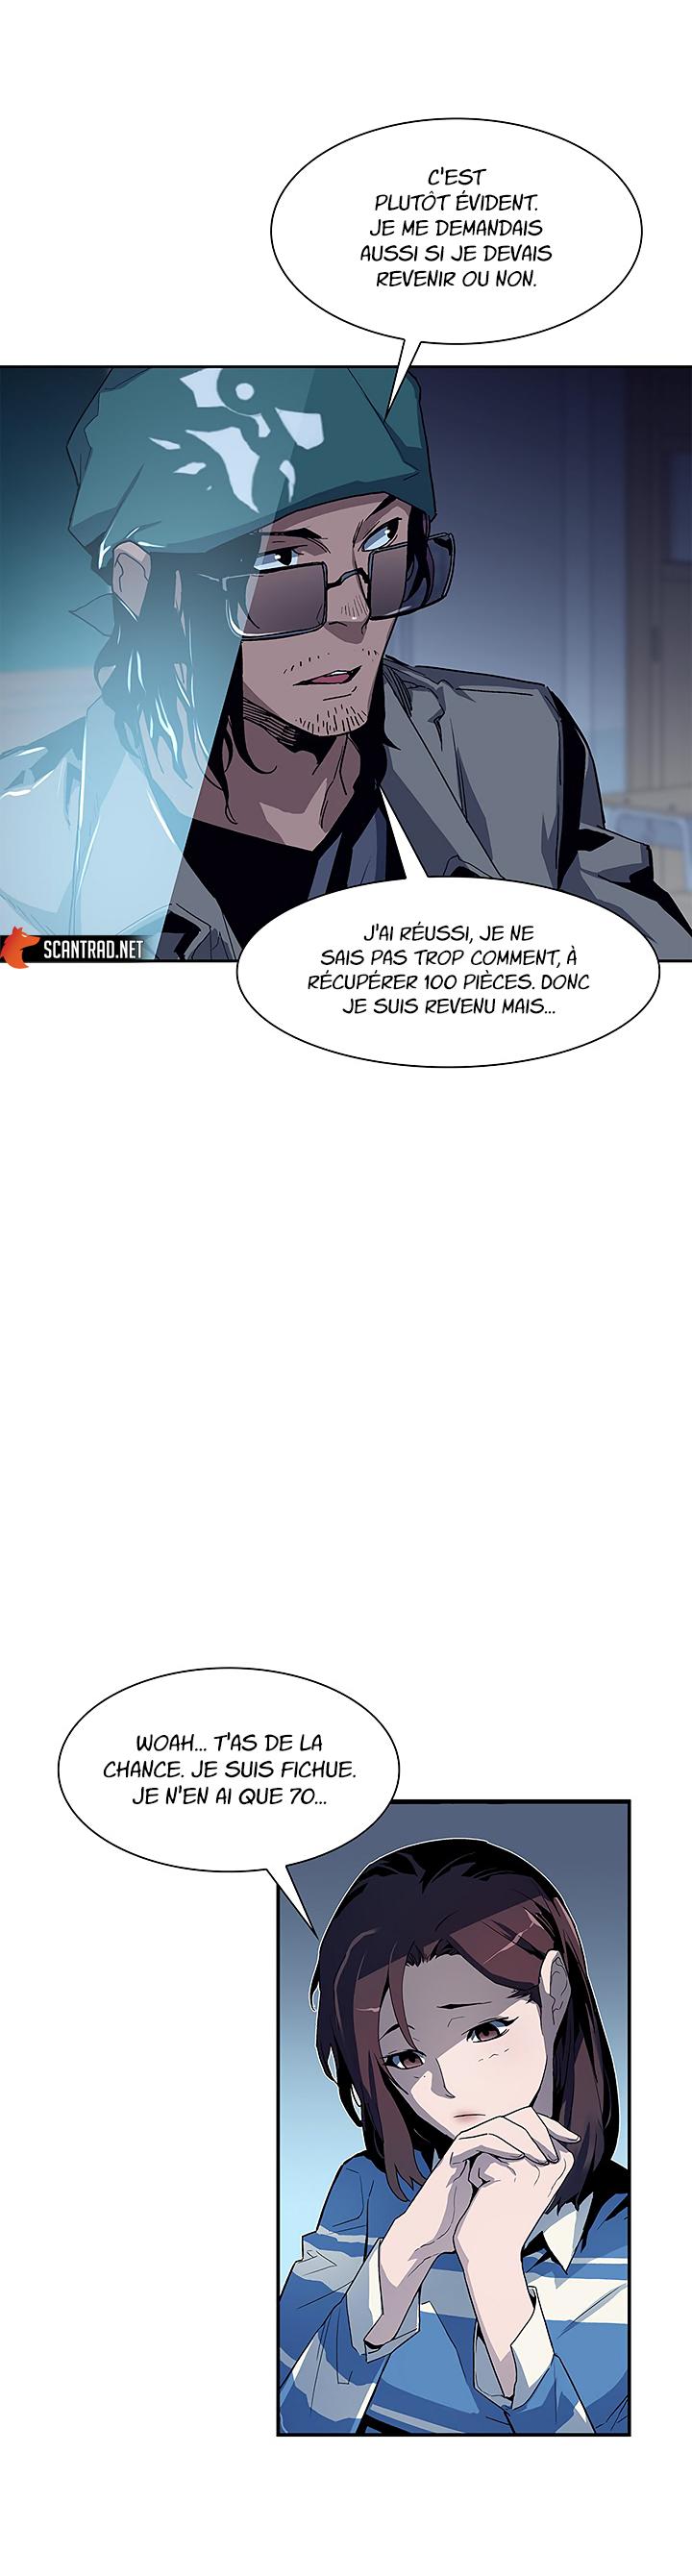 C'EST
PLUTÔT ÉVIDENT.
JE ME DEMANDAIS
AUSSI SI JE DEVAIS
REVENIR OU NON.
SCANTRAD.NET
J'AI RÉUSSI, JE NE
SAIS PAS TROP COMMENT, À
RÉCUPÉRER 100 PIÈCES. DONC
JE SUIS REVENU MAIS...
WOAH... T'AS DE LA
CHANCE. JE SUIS FICHUE.
JE N'EN AI QUE 70...